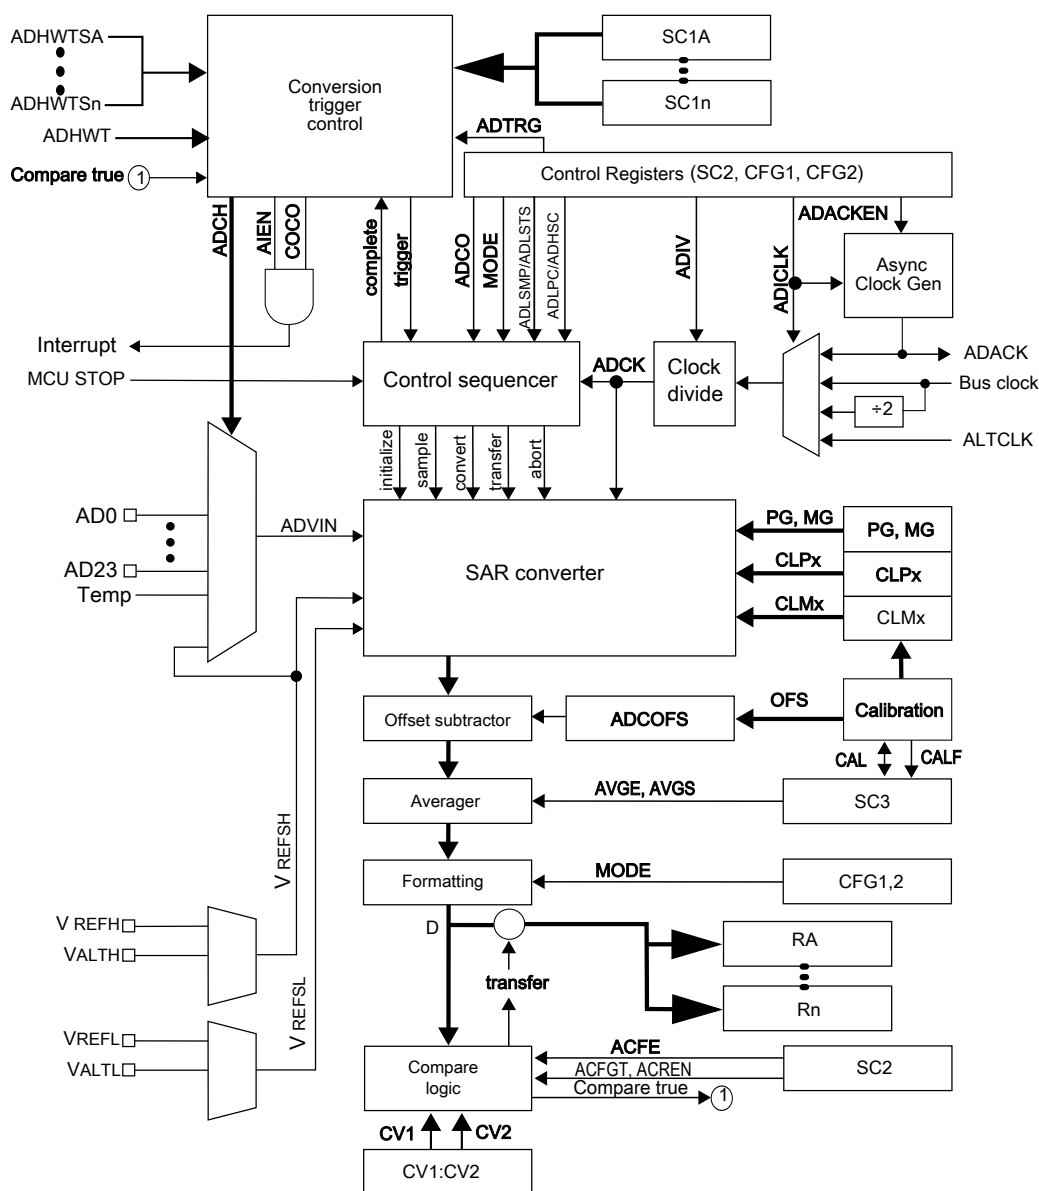 ADHWTSA
ADHWTSn
ADHWT
Compare true 1
Conversion
trigger
control
SC1A
SC1n
ADTRG
Control Registers (SC2, CFG1, CFG2)
ADCH
AIEN
COCO
complete
trigger
ADCO
MODE
ADLSMP/ADLSTS
ADLPC/ADHSC
ADIV
ADICLK
ADACKEN
Async
Clock Gen
Interrupt
MCU STOP
Control sequencer
ADCK
Clock
divide
ADACK
Bus clock
÷2
ALTCLK
initialize
sample
convert
transfer
abort
AD0
AD23
Temp
ADVIN
SAR converter
PG, MG
PG, MG
CLPx
CLPx
CLMx
CLMx
Offset subtractor
ADCOFS
OFS
Calibration
CAL
CALF
Averager
AVGE, AVGS
SC3
Formatting
MODE
CFG1,2
V REFSH
V REFSL
V REFH
VALTH
VREFL
VALTL
D
transfer
RA
Rn
Compare
logic
ACFE
ACFGT, ACREN
Compare true
1
SC2
CV1
CV2
CV1:CV2